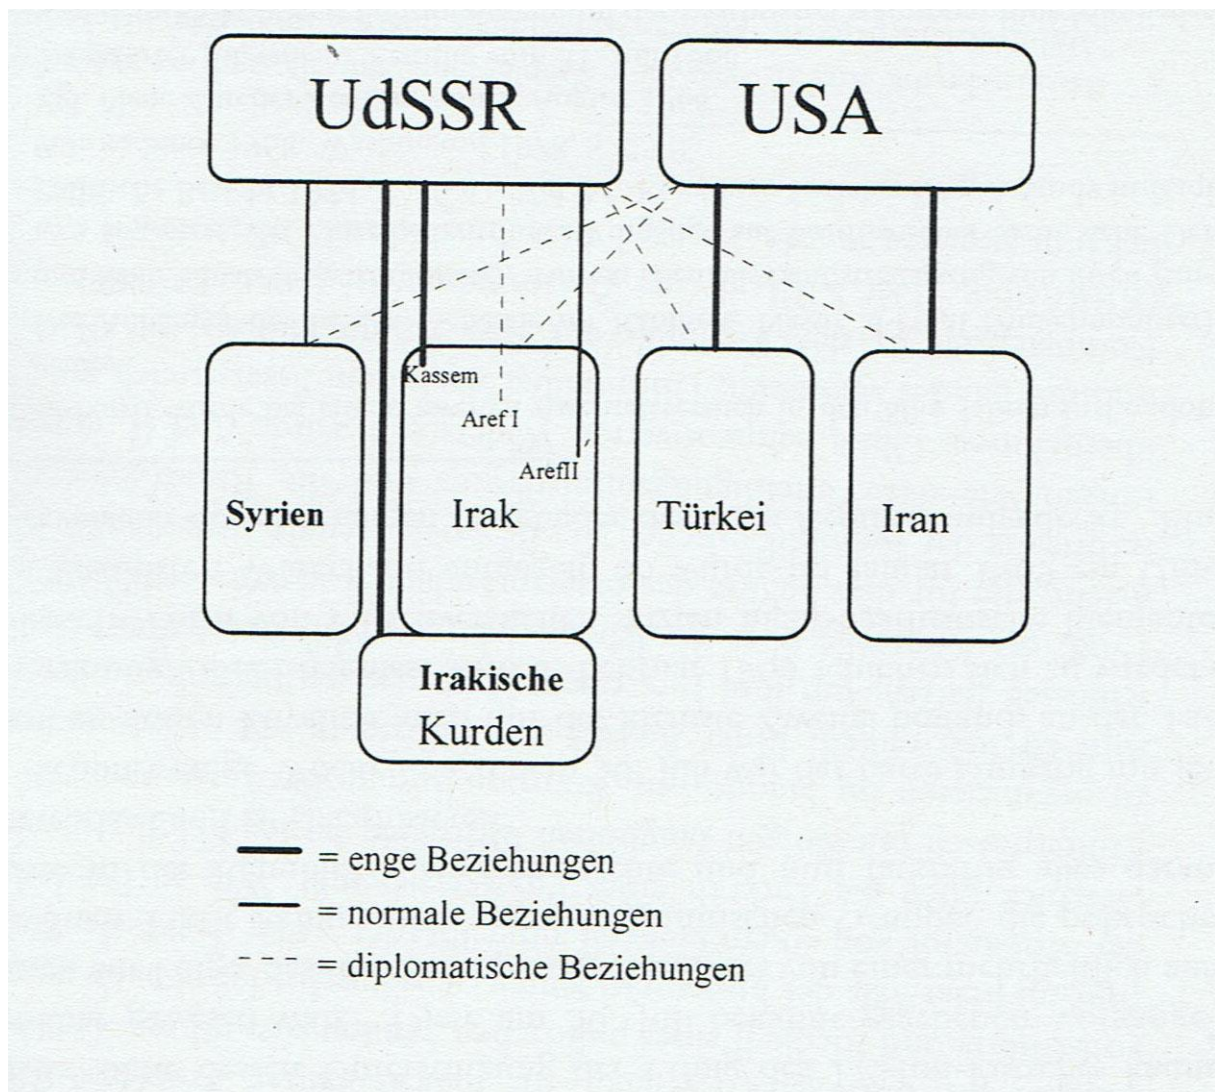 UdSSR
USA
Kassem
Aref I
ArefII
Syrien
Irak
Türkei
Iran
Irakische
Kurden
= enge Beziehungen
= normale Beziehungen
= diplomatische Beziehungen